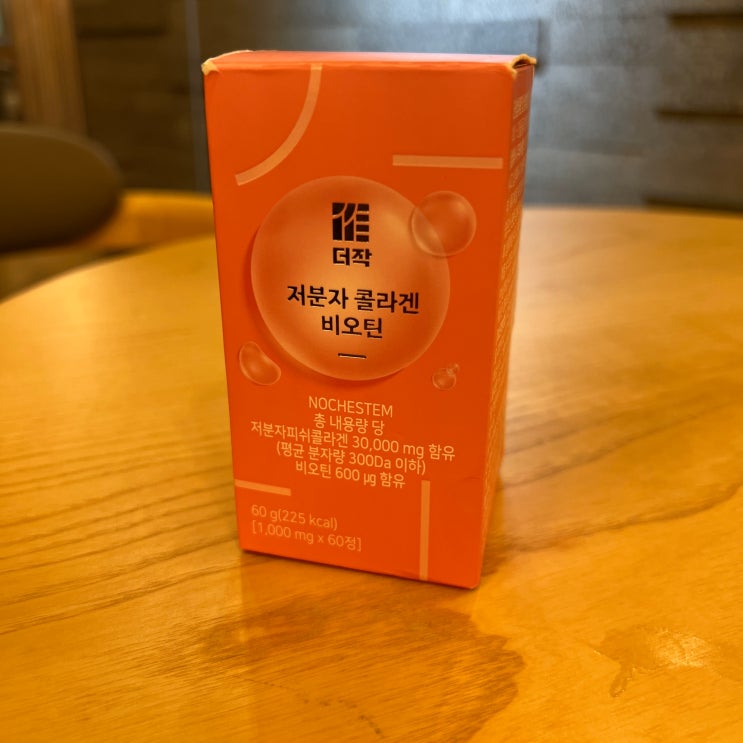 더작
저분자 콜라겐
비오틴
NOCHESTEM
총 내용량 당
저분자피쉬콜라겐 30,000 mg 함유
(평균 분자량 300Da 이하)
비오틴 600 ㎍ 함유
60 g(225 kcal)
[1,000 mg x 60정]